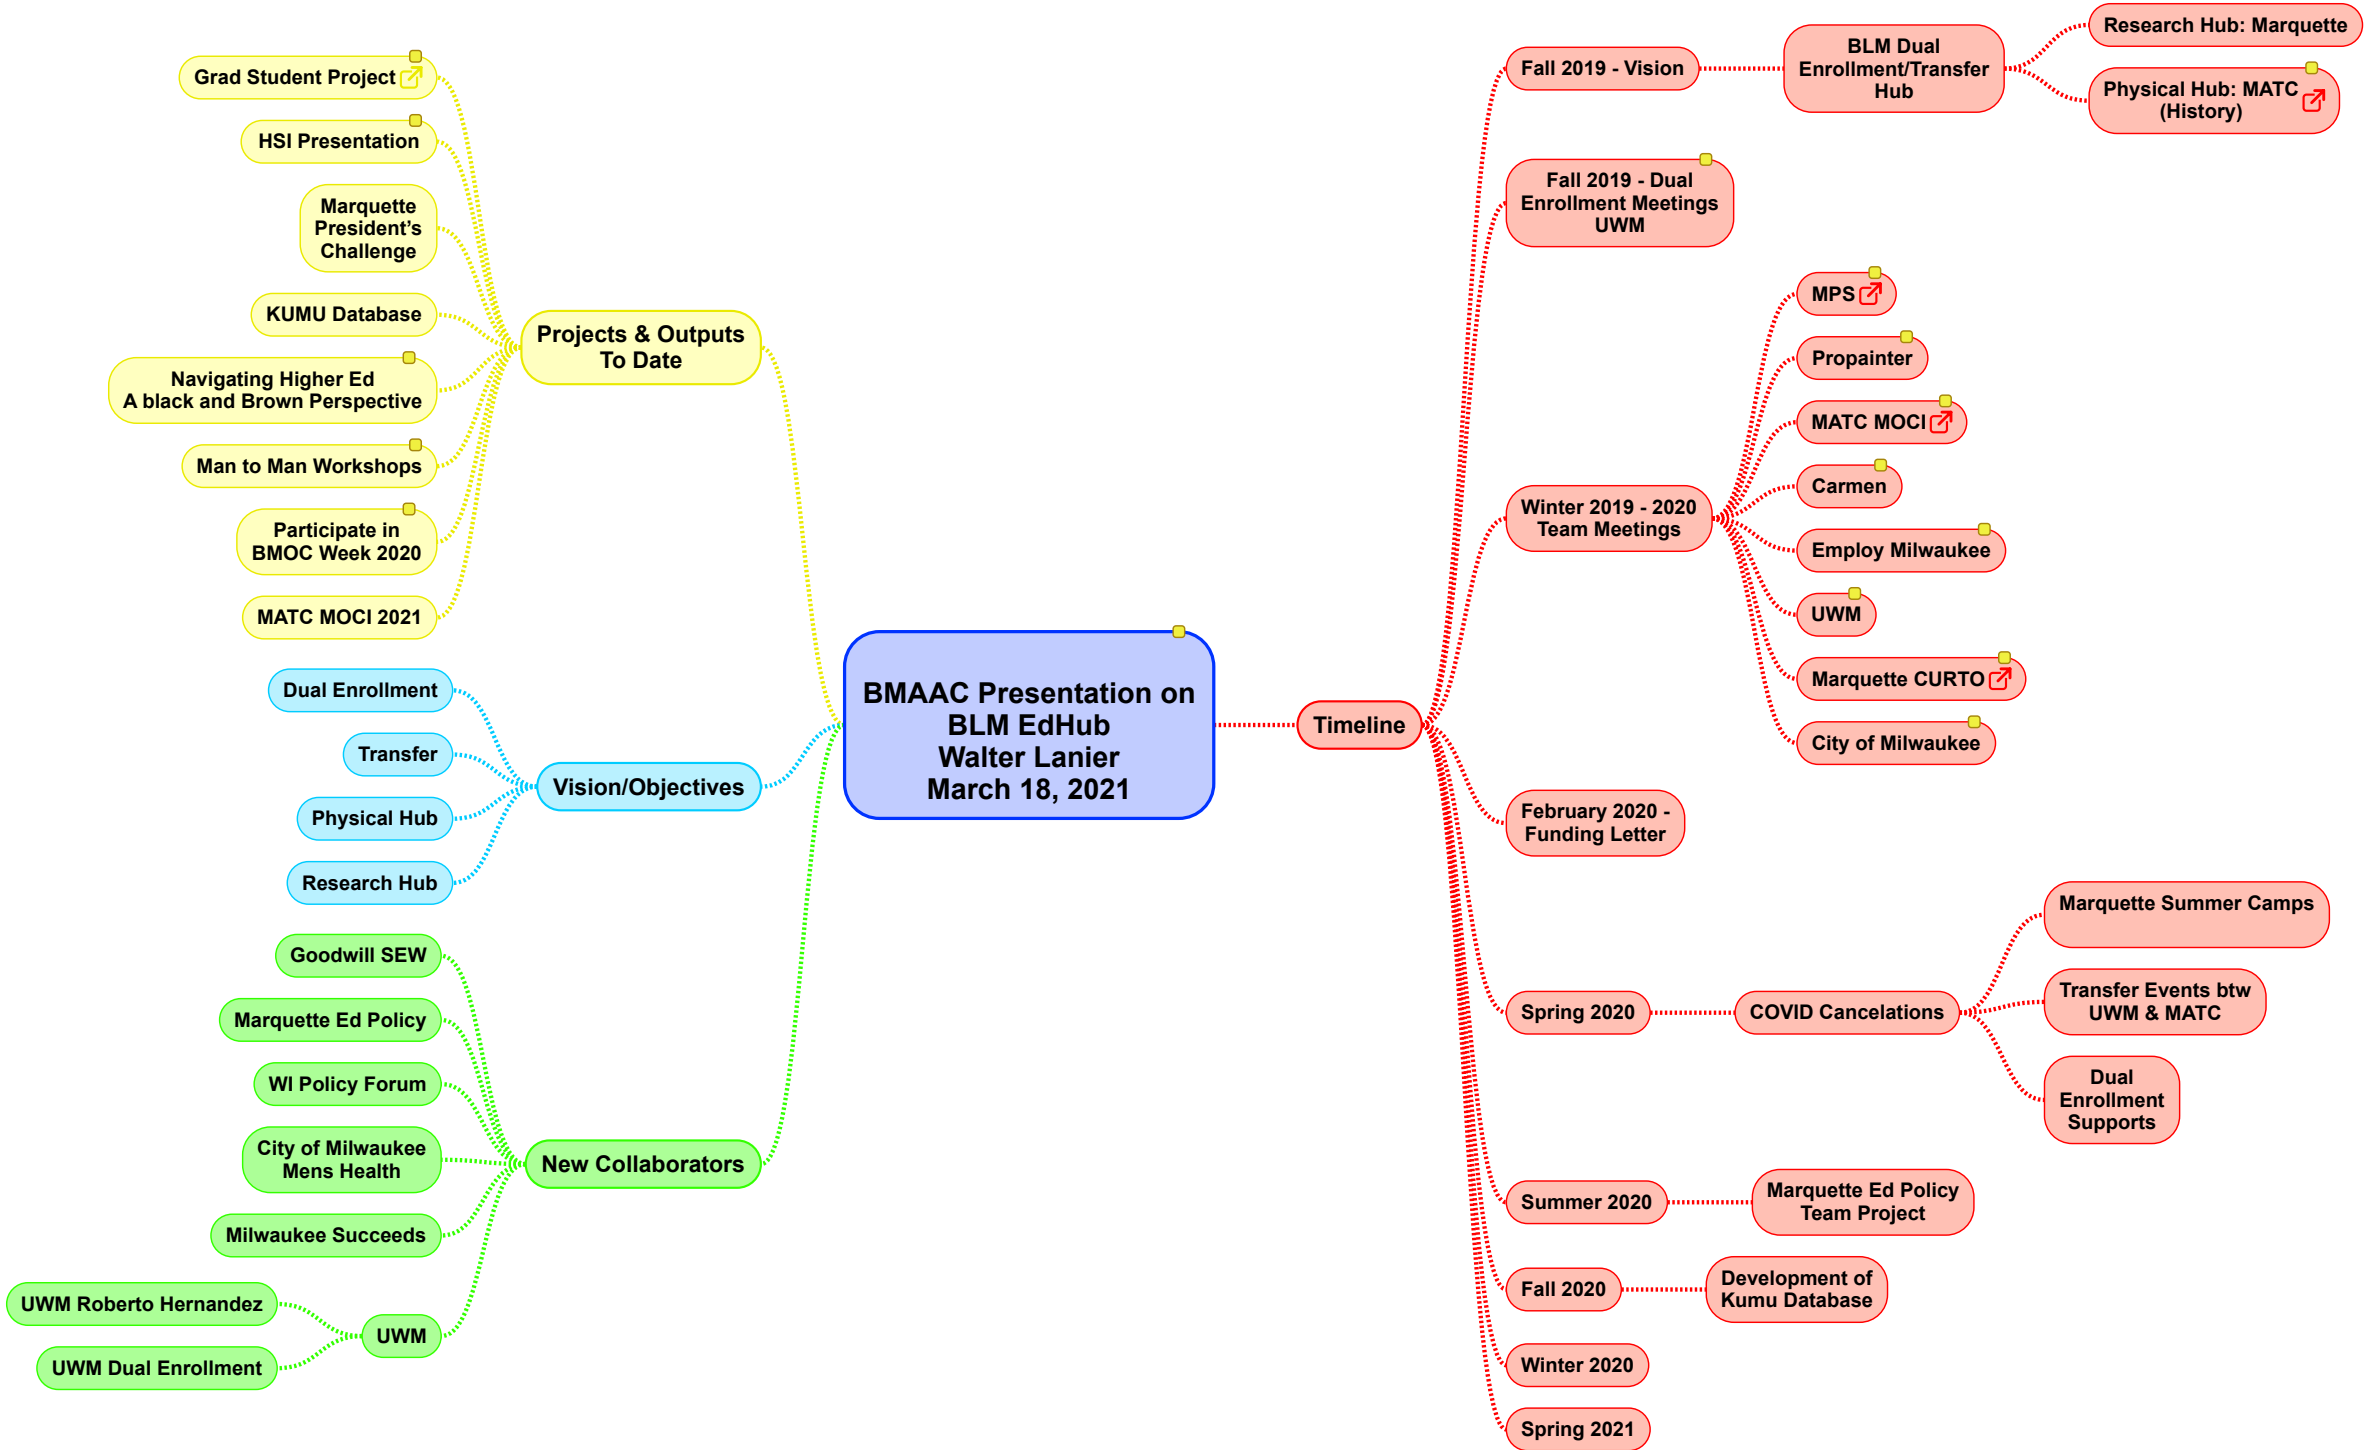 BMAAC Presentation on
BLM EdHub
Walter Lanier
March 18, 2021
Projects & Outputs
To Date
Grad Student Project
HSI Presentation
Marquette
President’s
Challenge
KUMU Database
Navigating Higher Ed
A black and Brown Perspective
Man to Man Workshops
Participate in
BMOC Week 2020
MATC MOCI 2021
Vision/Objectives
Dual Enrollment
Transfer
Physical Hub
Research Hub
New Collaborators
Goodwill SEW
Marquette Ed Policy
WI Policy Forum
City of Milwaukee
Mens Health
Milwaukee Succeeds
UWM
UWM Roberto Hernandez
UWM Dual Enrollment
Timeline
Fall 2019 - Vision
BLM Dual
Enrollment/Transfer
Hub
Research Hub: Marquette
Physical Hub: MATC
(History)
Fall 2019 - Dual
Enrollment Meetings
UWM
Winter 2019 - 2020
Team Meetings
MPS
Propainter
MATC MOCI
Carmen
Employ Milwaukee
UWM
Marquette CURTO
City of Milwaukee
February 2020 -
Funding Letter
Spring 2020
COVID Cancelations
Marquette Summer Camps
Transfer Events btw
UWM & MATC
Dual
Enrollment
Supports
Summer 2020
Marquette Ed Policy
Team Project
Fall 2020
Development of
Kumu Database
Winter 2020
Spring 2021